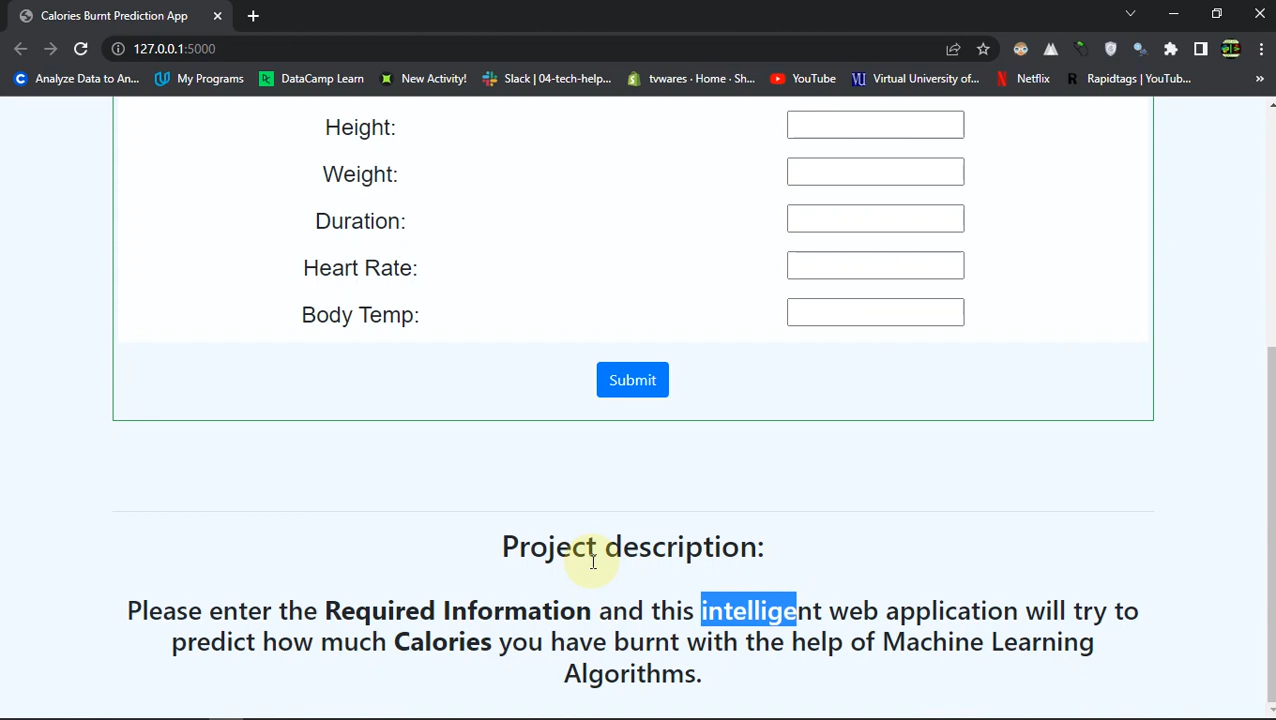 Calories Burnt Prediction App
127.0.0.1:5000
Analyze Data to An... My Programs DataCamp Learn New Activity! Slack | 04-tech-help... tvwares · Home · Sh... YouTube Virtual University of... Netflix Rapidtags | YouTub... »
Height:
Weight:
Duration:
Heart Rate:
Body Temp:
Submit
Project description:
Please enter the Required Information and this intelligent web application will try to
predict how much Calories you have burnt with the help of Machine Learning
Algorithms.